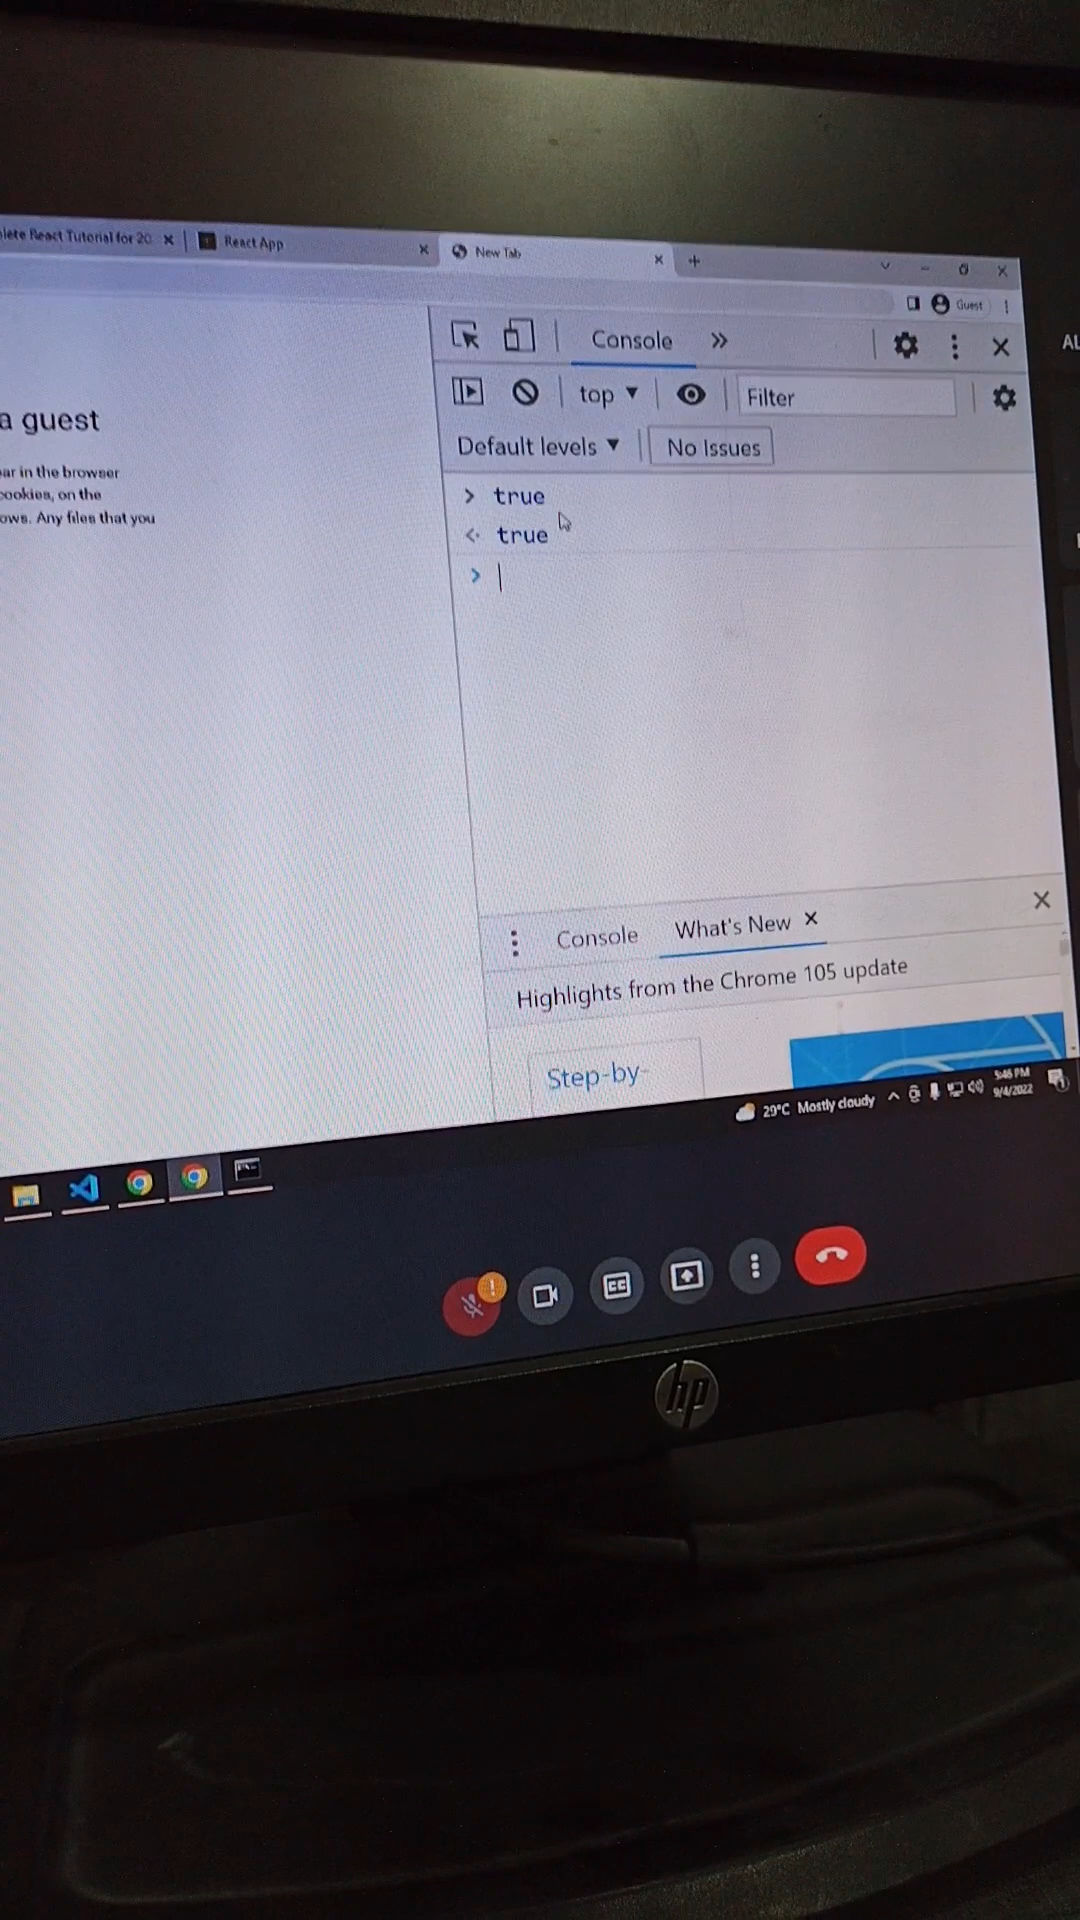 React Tutorial for 20
React App
New Tab
Guest
Console
top
Filter
Default levels
No Issues
a guest
ar in the browser
cookies, on the
ows. Any files that you
> true
<· true
>
Console
What's New
Highlights from the Chrome 105 update
Step-by-
29°C Mostly cloudy
5:46 PM
9/4/2022
CC
hp